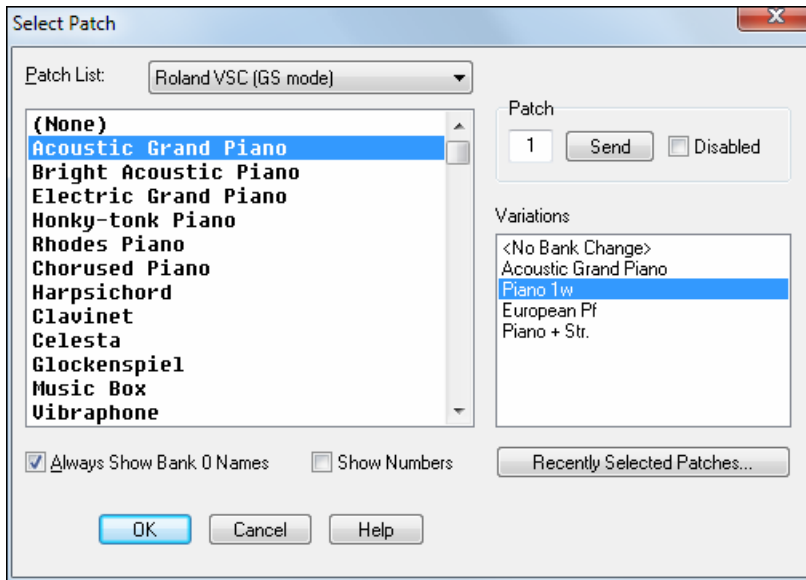 Select Patch
Patch List: Roland VSC (GS mode)
(None)
Acoustic Grand Piano
Bright Acoustic Piano
Electric Grand Piano
Honky-tonk Piano
Rhodes Piano
Chorused Piano
Harpsichord
Clavinet
Celesta
Glockenspiel
Music Box
Vibraphone
Always Show Bank 0 Names
Show Numbers
Patch
1 Send Disabled
Variations
<No Bank Change>
Acoustic Grand Piano
Piano 1w
European Pf
Piano + Str.
Recently Selected Patches...
OK Cancel Help